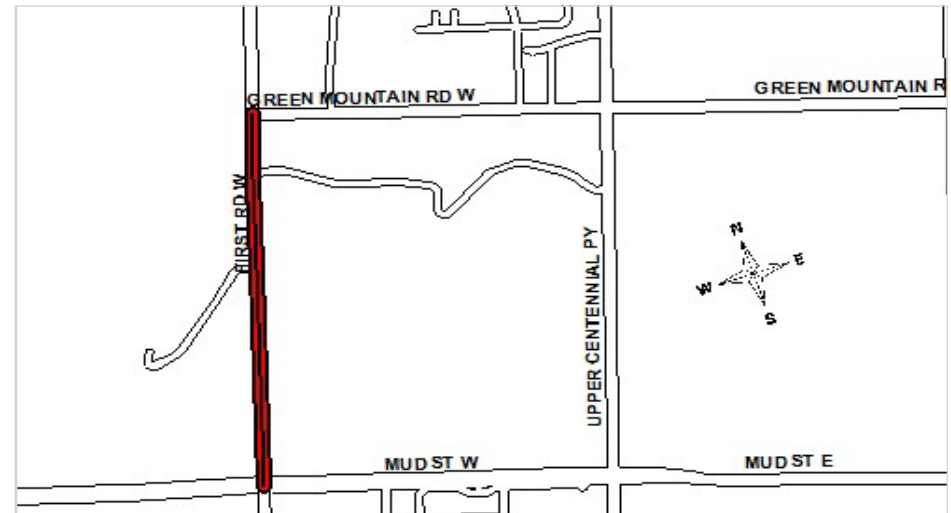 GREEN MOUNTAIN RD W
GREEN MOUNTAIN R
FIRST RD W
UPPER CENTENNIAL PY
N
E
W
S
MUD ST W
MUD ST E